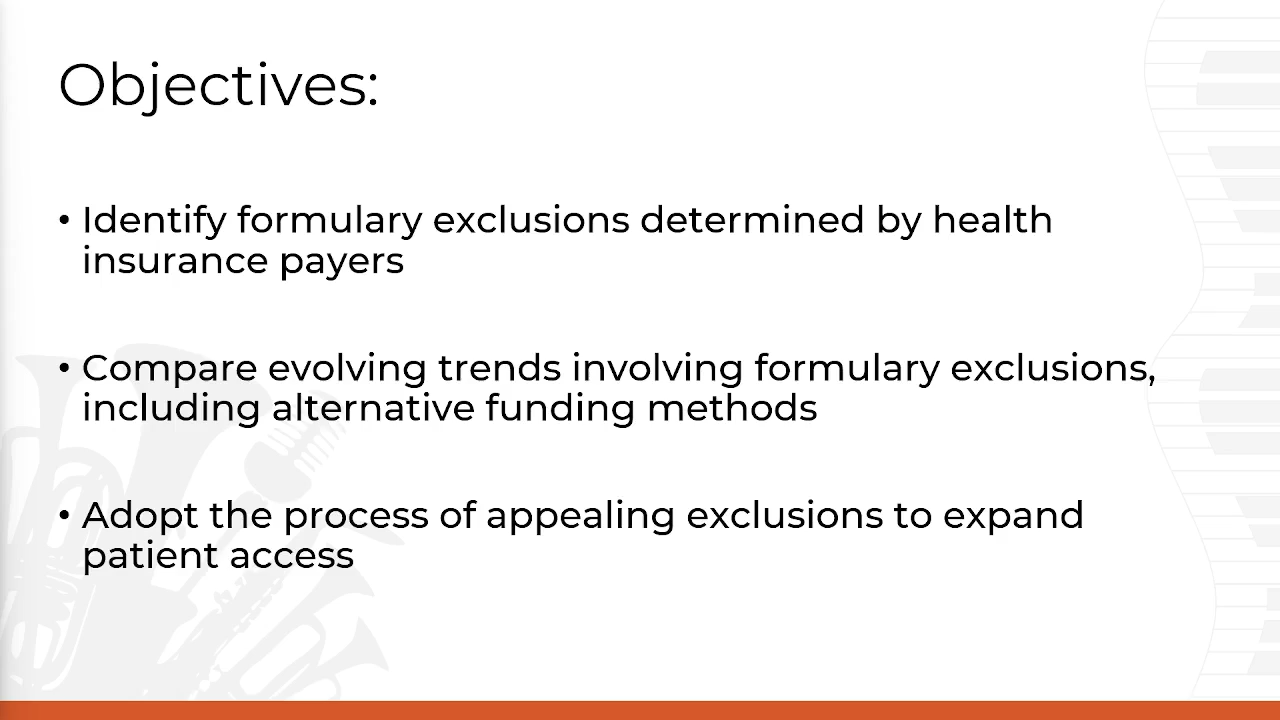 Objectives:
• Identify formulary exclusions determined by health
insurance payers
• Compare evolving trends involving formulary exclusions,
including alternative funding methods
• Adopt the process of appealing exclusions to expand
patient access